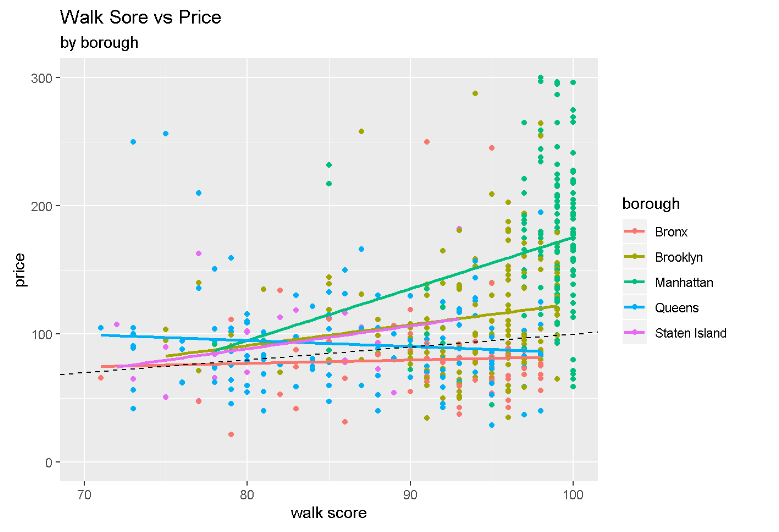 Walk Sore vs Price
by borough
300
200
100
0
price
70
80
90
100
walk score
borough
Bronx
Brooklyn
Manhattan
Queens
Staten Island